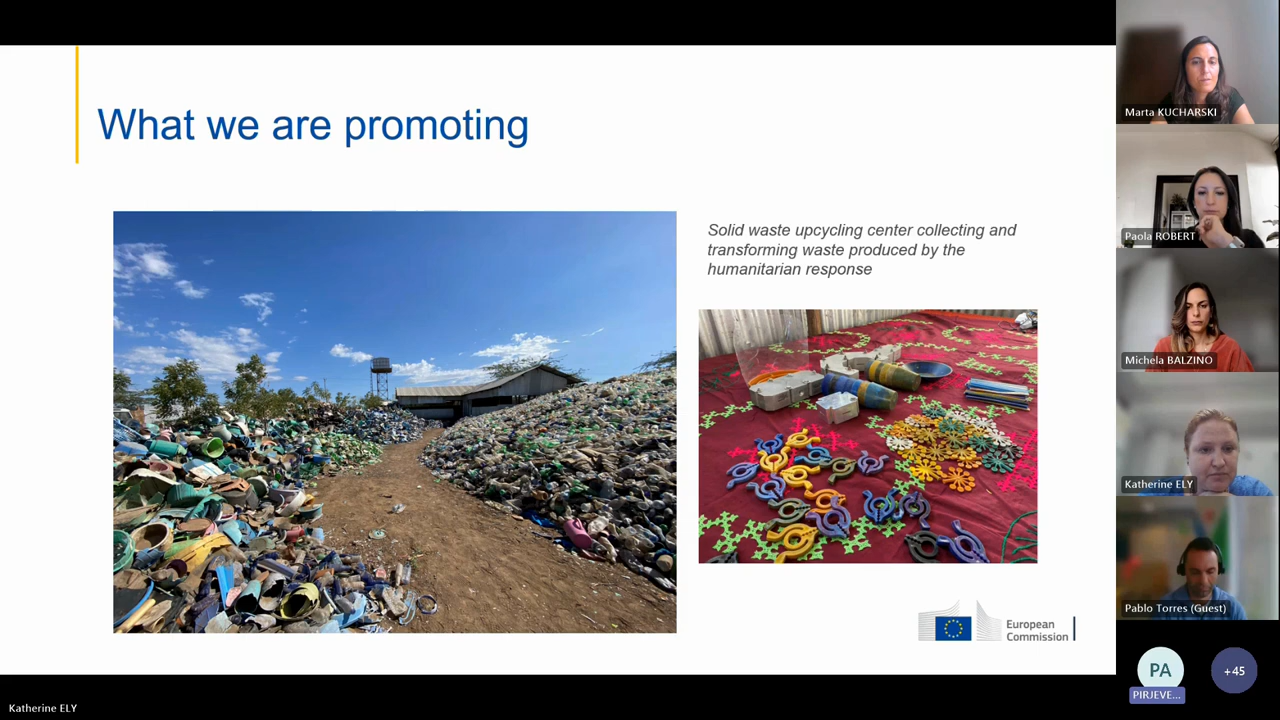 What we are promoting
Solid waste upcycling center collecting and
transforming waste produced by the
humanitarian response
European
Commission
Marta KUCHARSKI
Paola ROBERT
Michela BALZINO
Katherine ELY
Pablo Torres (Guest)
PA
+45
PIRJEVE...
Katherine ELY